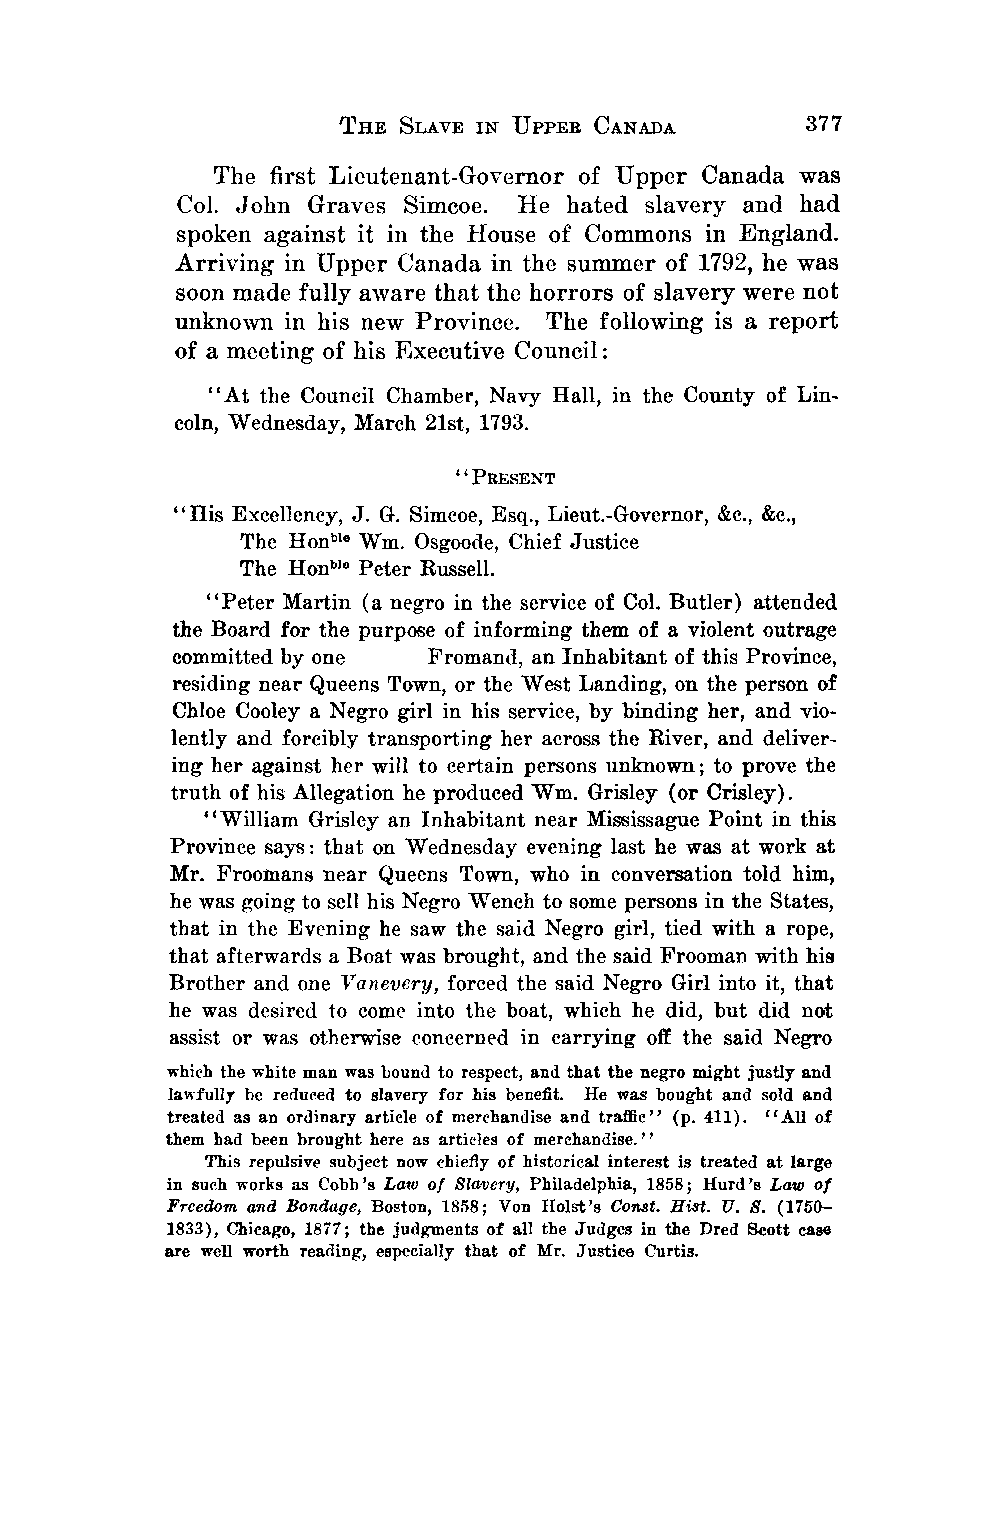 THE SLAVE IN UPPER CANADA 377
The first Lieutenant-Governor of Upper Canada was
Col. John Graves Simcoe. He hated slavery and had
spoken against it in the House of Commons in England.
Arriving in Upper Canada in the summer of 1792, he was
soon made fully aware that the horrors of slavery were not
unknown in his new Province. The following is a report
of a meeting of his Executive Council:
"At the Council Chamber, Navy Hall, in the County of Lin-
coln, Wednesday, March 21st, 1793.
"PRESENT
"His Excellency, J. G. Simcoe, Esq., Lieut.-Governor, &c., &c.,
The Honble Wm. Osgoode, Chief Justice
The Honble Peter Russell.
"Peter Martin (a negro in the service of Col. Butler) attended
the Board for the purpose of informing them of a violent outrage
committed by one Fromand, an Inhabitant of this Province,
residing near Queens Town, or the West Landing, on the person of
Chloe Cooley a Negro girl in his service, by binding her, and vio-
lently and forcibly transporting her across the River, and deliver-
ing her against her will to certain persons unknown; to prove the
truth of his Allegation he produced Wm. Grisley (or Crisley).
"William Grisley an Inhabitant near Mississague Point in this
Province says: that on Wednesday evening last he was at work at
Mr. Froomans near Queens Town, who in conversation told him,
he was going to sell his Negro Wench to some persons in the States,
that in the Evening he saw the said Negro girl, tied with a rope,
that afterwards a Boat was brought, and the said Frooman with his
Brother and one Vanevery, forced the said Negro Girl into it, that
he was desired to come into the boat, which he did, but did not
assist or was otherwise concerned in carrying off the said Negro
which the white man was bound to respect, and that the negro might justly and
lawfully be reduced to slavery for his benefit. He was bought and sold and
treated as an ordinary article of merchandise and traffic" (p. 411). "All of
them had been brought here as articles of merchandise."
This repulsive subject now chiefly of historical interest is treated at large
in such works as Cobb's Law of Slavery, Philadelphia, 1858; Hurd's Law of
Freedom and Bondage, Boston, 1858; Von Holst's Const. Hist. U. S. (1750-
1833), Chicago, 1877; the judgments of all the Judges in the Dred Scott case
are well worth reading, especially that of Mr. Justice Curtis.